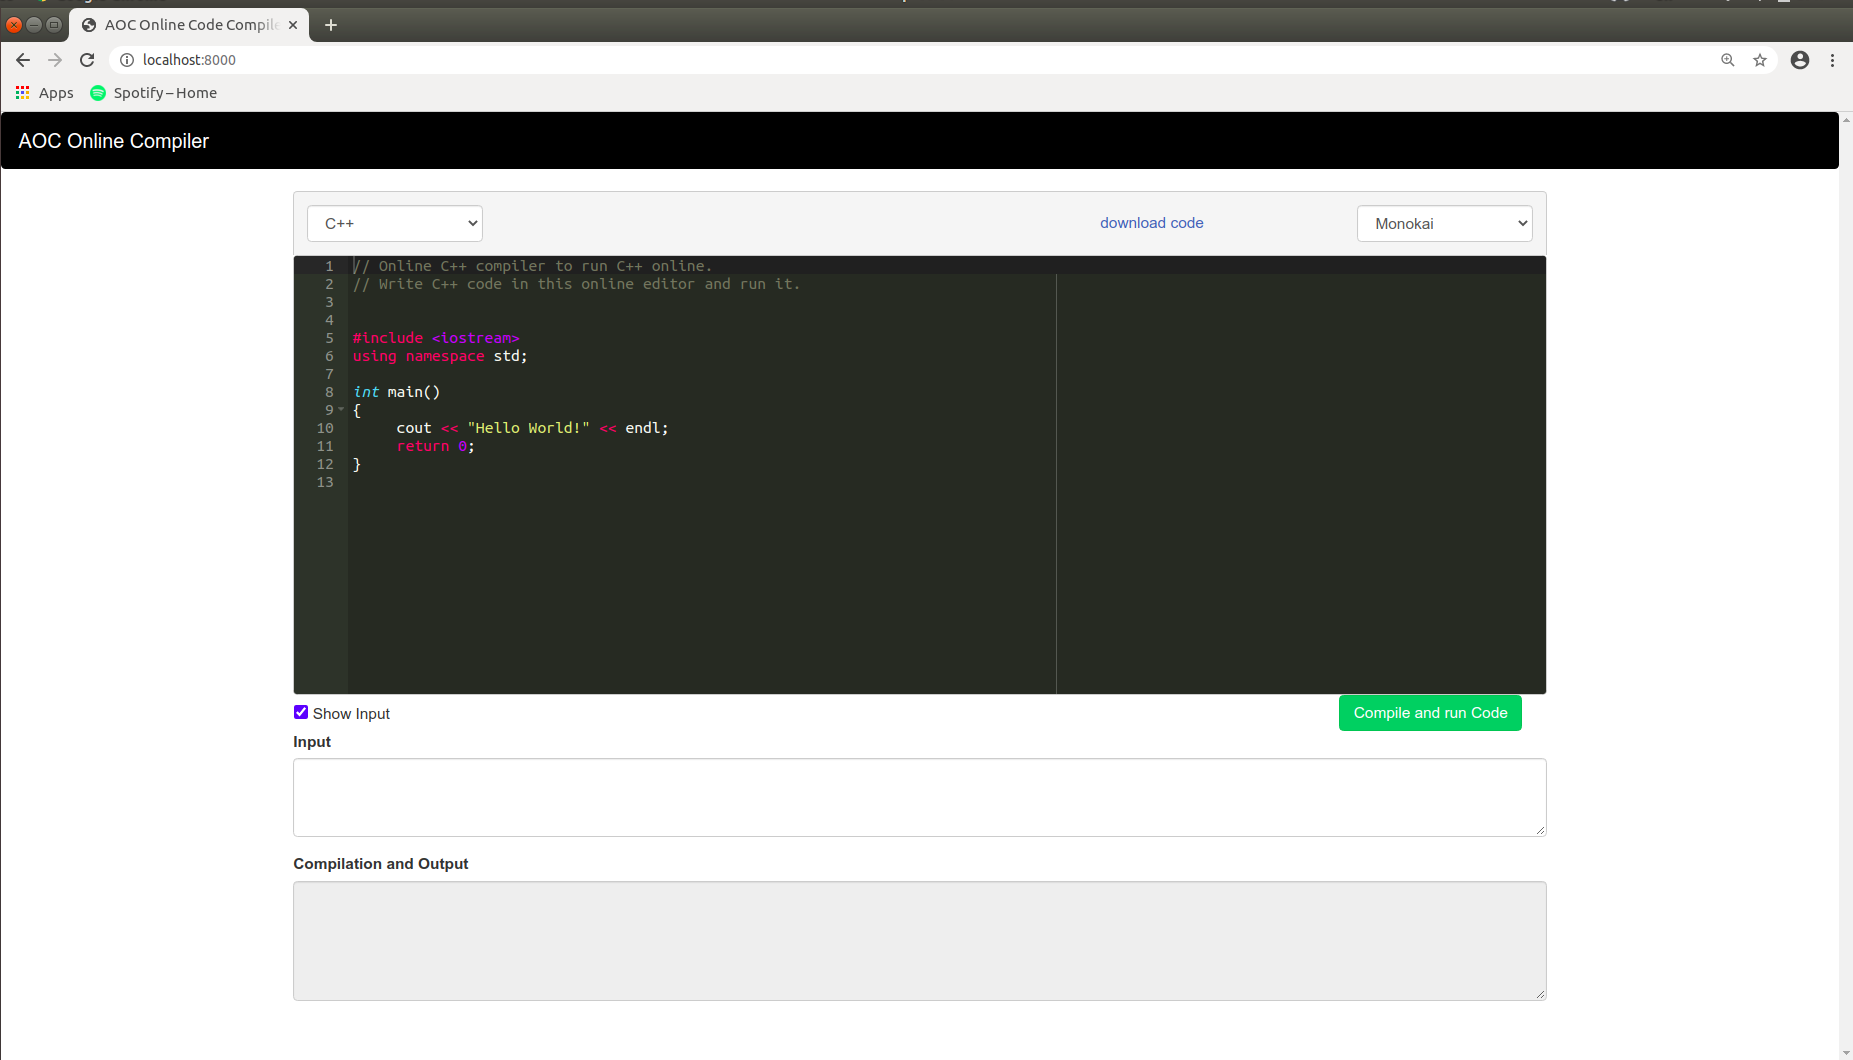 AOC Online Code Compile
localhost:8000
Apps
Spotify – Home
AOC Online Compiler
C++
download code
Monokai
1 // Online C++ compiler to run C++ online.
2 // Write C++ code in this online editor and run it.
3
4
5 #include <iostream>
6 using namespace std;
7
8 int main()
9 {
10 cout << "Hello World!" << endl;
11 return 0;
12 }
13
Show Input
Compile and run Code
Input
Compilation and Output